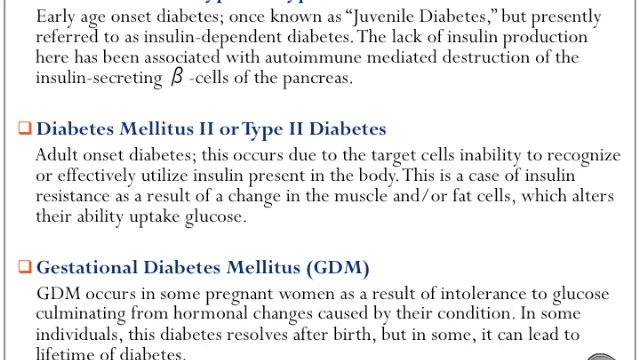 Early age onset diabetes; once known as “Juvenile Diabetes,” but presently
referred to as insulin-dependent diabetes. The lack of insulin production
here has been associated with autoimmune mediated destruction of the
insulin-secreting β -cells of the pancreas.
Diabetes Mellitus II or Type II Diabetes
Adult onset diabetes; this occurs due to the target cells inability to recognize
or effectively utilize insulin present in the body. This is a case of insulin
resistance as a result of a change in the muscle and/or fat cells, which alters
their ability uptake glucose.
Gestational Diabetes Mellitus (GDM)
GDM occurs in some pregnant women as a result of intolerance to glucose
culminating from hormonal changes caused by their condition. In some
individuals, this diabetes resolves after birth, but in some, it can lead to
lifetime of diabetes.